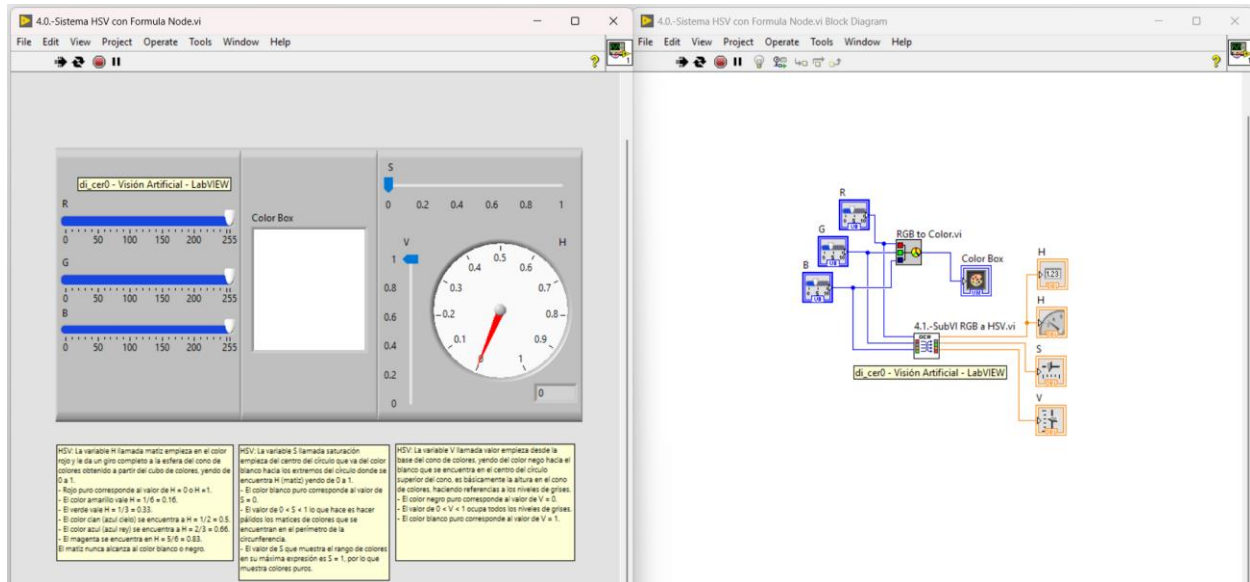 4.0.-Sistema HSV con Formula Node.vi
File Edit View Project Operate Tools Window Help
di_cer0 - Visión Artificial - LabVIEW
R
0 50 100 150 200 255
G
0 50 100 150 200 255
B
0 50 100 150 200 255
Color Box
S
0 0.2 0.4 0.6 0.8 1
V
1
0.8
0.6
0.4
0.2
0
H
0 0.1 0.2 0.3 0.4 0.5 0.6 0.7 0.8 0.9 1
0
HSV: La variable H llamada matiz empieza en el color
rojo y le da un giro completo a la esfera del cono de
colores obtenido a partir del cubo de colores, yendo de
0 a 1.
- Rojo puro corresponde al valor de H = 0 o H =1.
- El color amarillo vale H = 1/6 = 0.16.
- El verde vale H = 1/3 = 0.33.
- El color cian (azul cielo) se encuentra a H = 1/2 = 0.5.
- El color azul (azul rey) se encuentra a H = 2/3 = 0.66.
- El magenta se encuentra en H = 5/6 = 0.83.
El matiz nunca alcanza al color blanco o negro.
HSV: La variable S llamada saturación
empieza del centro del círculo que va del color
blanco hacia los extremos del círculo donde se
encuentra H (matiz) yendo de 0 a 1.
- El color blanco puro corresponde al valor de
S = 0.
- El valor de 0 < S < 1 lo que hace es hacer
pálidos los matices de colores que se
encuentran en el perímetro de la
circunferencia.
- El valor de S que muestra el rango de colores
en su máxima expresión es S = 1, por lo que
muestra colores puros.
HSV: La variable V llamada valor empieza desde la
base del cono de colores, yendo del color negro hacia el
blanco que se encuentra en el centro del círculo
superior del cono, es básicamente la altura en el cono
de colores, haciendo referencias a los niveles de grises.
- El color negro puro corresponde al valor de V = 0.
- El valor de 0 < V < 1 ocupa todos los niveles de grises.
- El color blanco puro corresponde al valor de V = 1.
4.0.-Sistema HSV con Formula Node.vi Block Diagram
File Edit View Project Operate Tools Window Help
R
G
B
RGB to Color.vi
Color Box
4.1.-SubVI RGB a HSV.vi
di_cer0 - Visión Artificial - LabVIEW
H
1.23
H
S
V